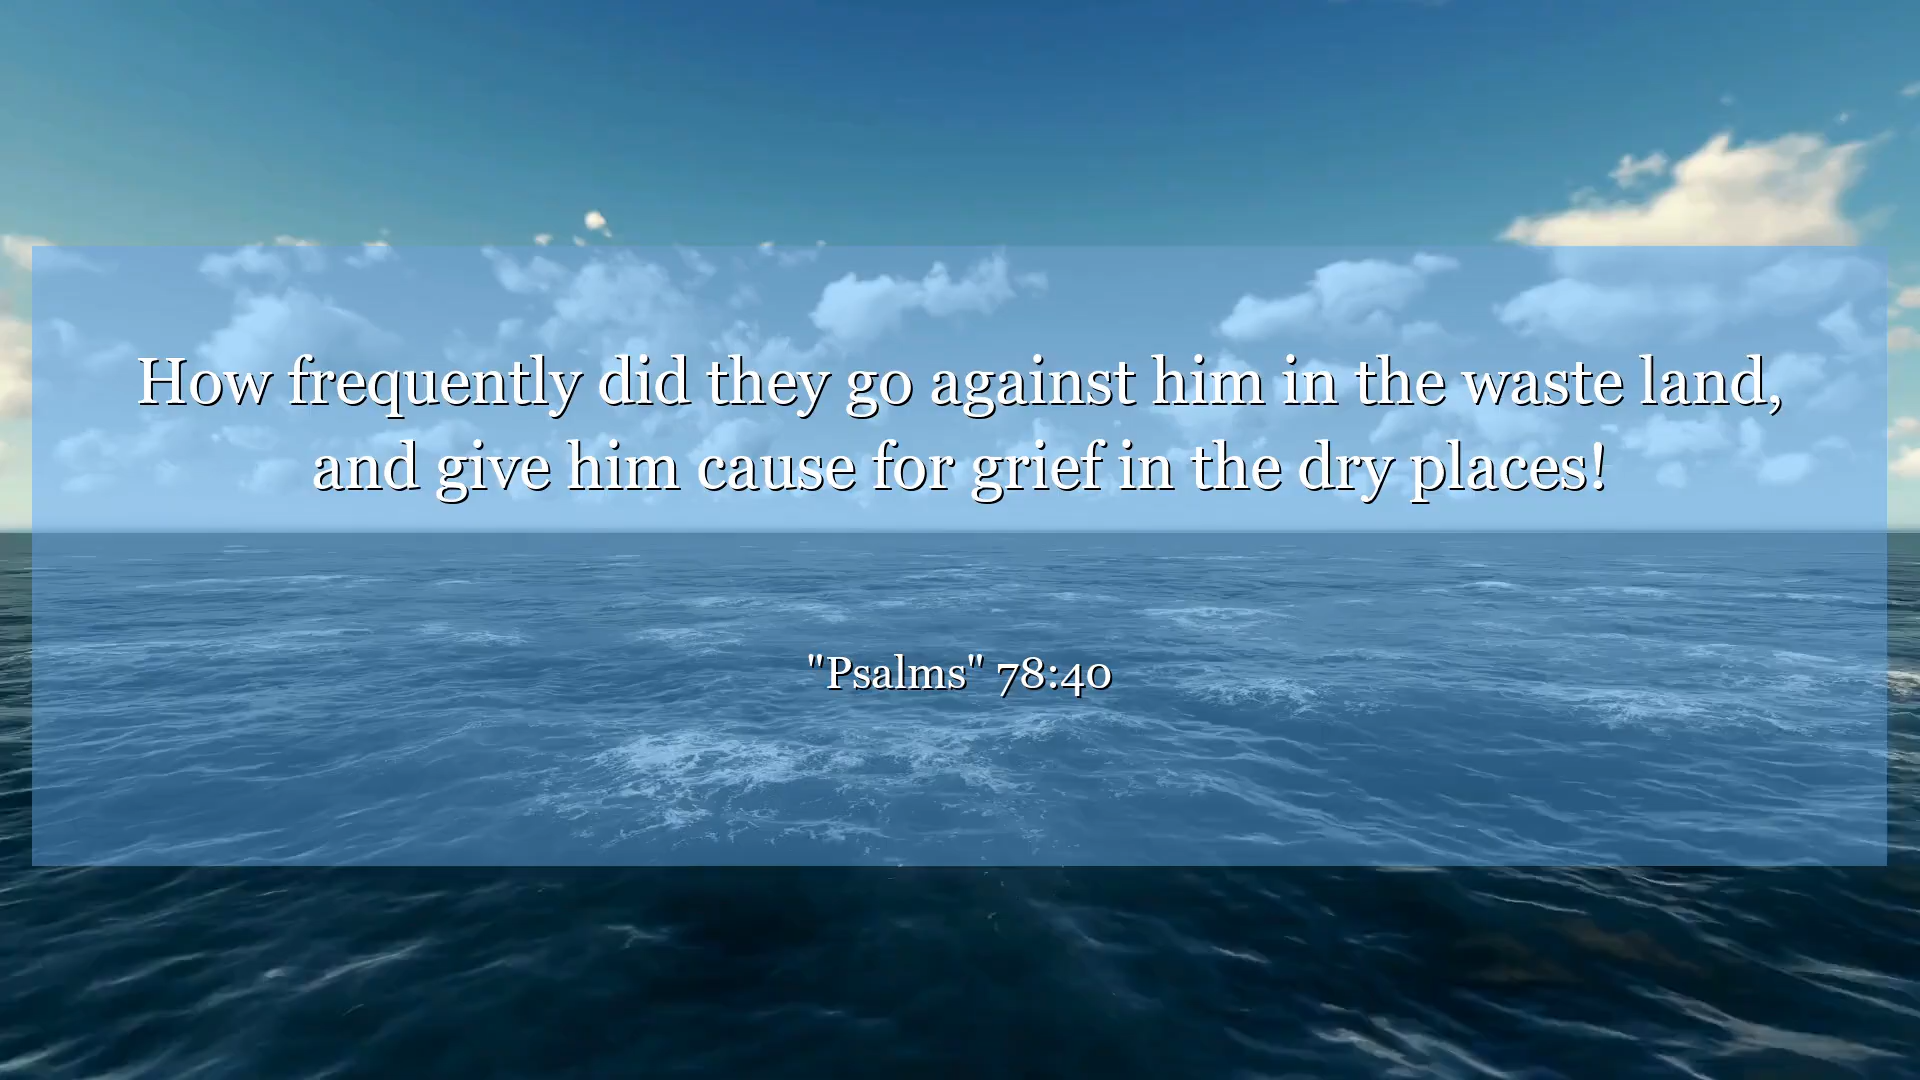 How frequently did they go against him in the waste land,
and give him cause for grief in the dry places!
"Psalms" 78:40